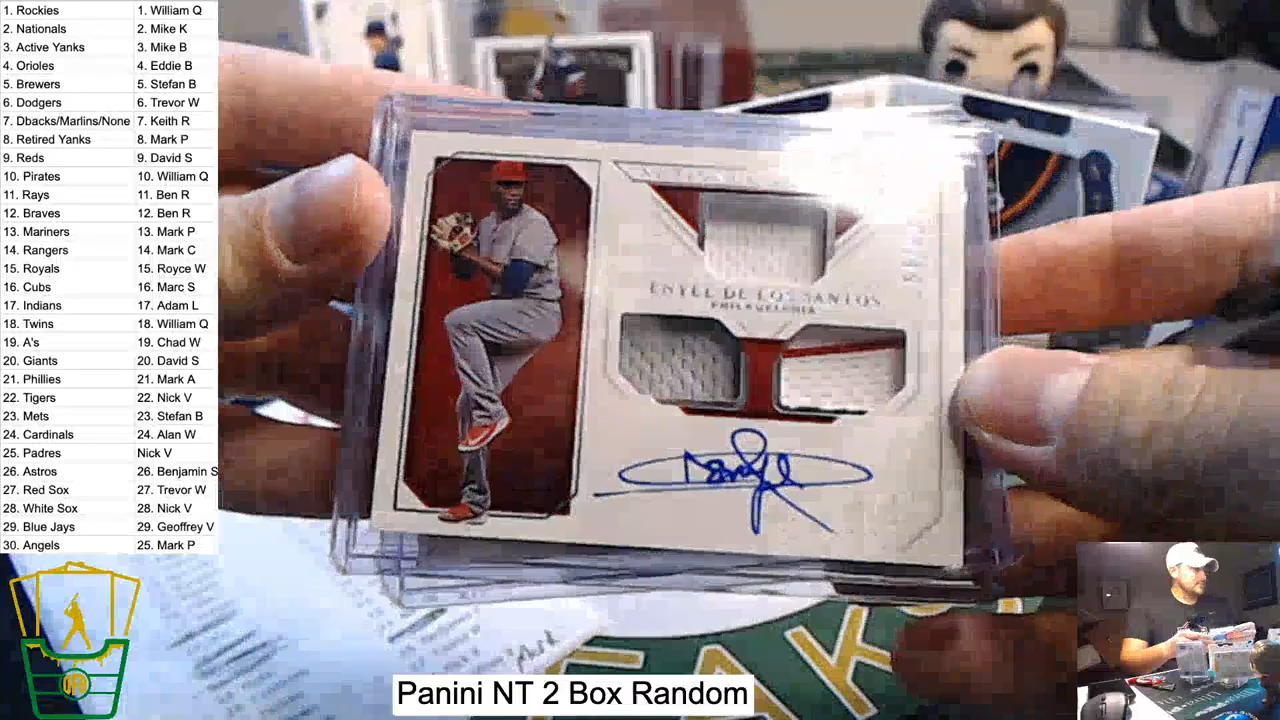 1. Rockies 1. William Q
2. Nationals 2. Mike K
3. Active Yanks 3. Mike B
4. Orioles 4. Eddie B
5. Brewers 5. Stefan B
6. Dodgers 6. Trevor W
7. Dbacks/Marlins/None 7. Keith R
8. Retired Yanks 8. Mark P
9. Reds 9. David S
10. Pirates 10. William Q
11. Rays 11. Ben R
12. Braves 12. Ben R
13. Mariners 13. Mark P
14. Rangers 14. Mark C
15. Royals 15. Royce W
16. Cubs 16. Marc S
17. Indians 17. Adam L
18. Twins 18. William Q
19. A's 19. Chad W
20. Giants 20. David S
21. Phillies 21. Mark A
22. Tigers 22. Nick V
23. Mets 23. Stefan B
24. Cardinals 24. Alan W
25. Padres Nick V
26. Astros 26. Benjamin S
27. Red Sox 27. Trevor W
28. White Sox 28. Nick V
29. Blue Jays 29. Geoffrey V
30. Angels 25. Mark P
ENYEL DE LOS SANTOS
PHILADELPHIA
Panini NT 2 Box Random